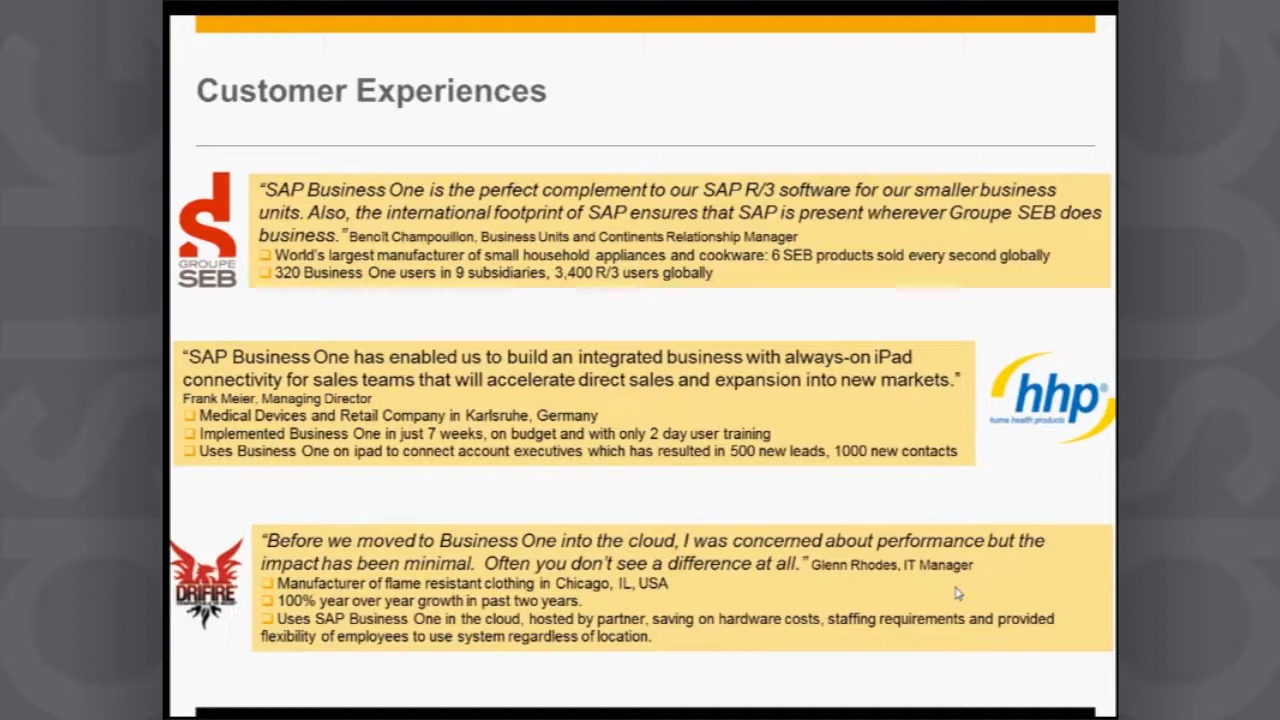 Customer Experiences
“SAP Business One is the perfect complement to our SAP R/3 software for our smaller business
units. Also, the international footprint of SAP ensures that SAP is present wherever Groupe SEB does
business.” Benoît Champouillon, Business Units and Continents Relationship Manager
World's largest manufacturer of small household appliances and cookware: 6 SEB products sold every second globally
320 Business One users in 9 subsidiaries, 3,400 R/3 users globally
GROUPE
SEB
“SAP Business One has enabled us to build an integrated business with always-on iPad
connectivity for sales teams that will accelerate direct sales and expansion into new markets.”
Frank Meier, Managing Director
Medical Devices and Retail Company in Karlsruhe, Germany
Implemented Business One in just 7 weeks, on budget and with only 2 day user training
Uses Business One on ipad to connect account executives which has resulted in 500 new leads, 1000 new contacts
hhp®
home health products
“Before we moved to Business One into the cloud, I was concerned about performance but the
impact has been minimal. Often you don't see a difference at all.” Glenn Rhodes, IT Manager
Manufacturer of flame resistant clothing in Chicago, IL, USA
100% year over year growth in past two years.
Uses SAP Business One in the cloud, hosted by partner, saving on hardware costs, staffing requirements and provided
flexibility of employees to use system regardless of location.
DRIFIRE